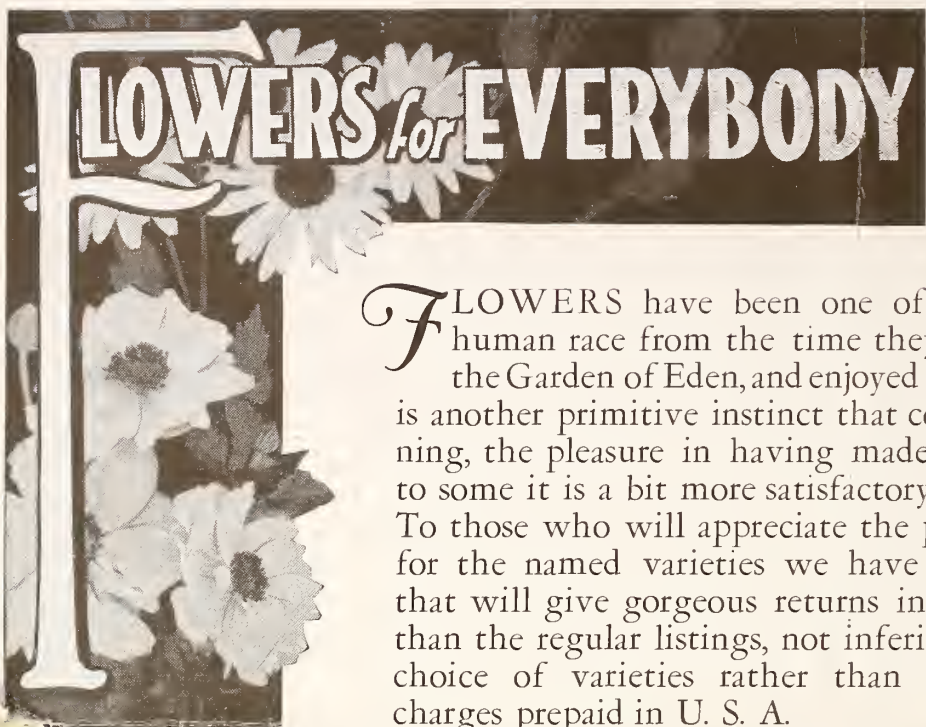 FLOWERS for EVERYBODY
FLOWERS have been one of
human race from the time
the Garden of Eden, and enjoyed
is another primitive instinct that
ning, the pleasure in having made
to some it is a bit more satisfactory
To those who will appreciate the
for the named varieties we have
that will give gorgeous returns in
than the regular listings, not
choice of varieties rather than
charges prepaid in U. S. A.